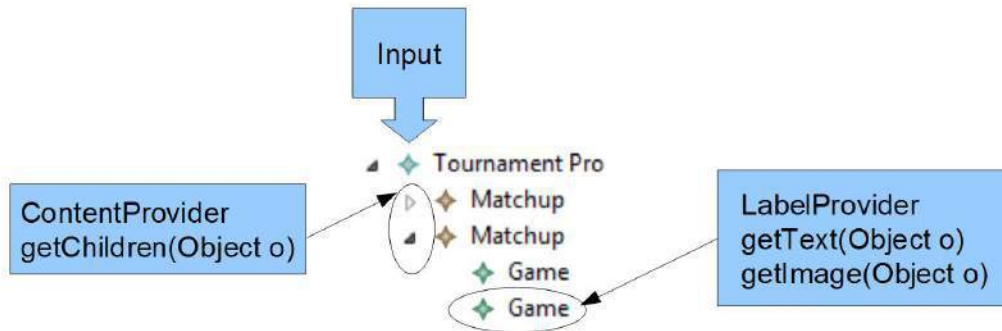 Input
Tournament Pro
Matchup
Matchup
Game
Game
ContentProvider
getChildren(Object o)
LabelProvider
getText(Object o)
getImage(Object o)